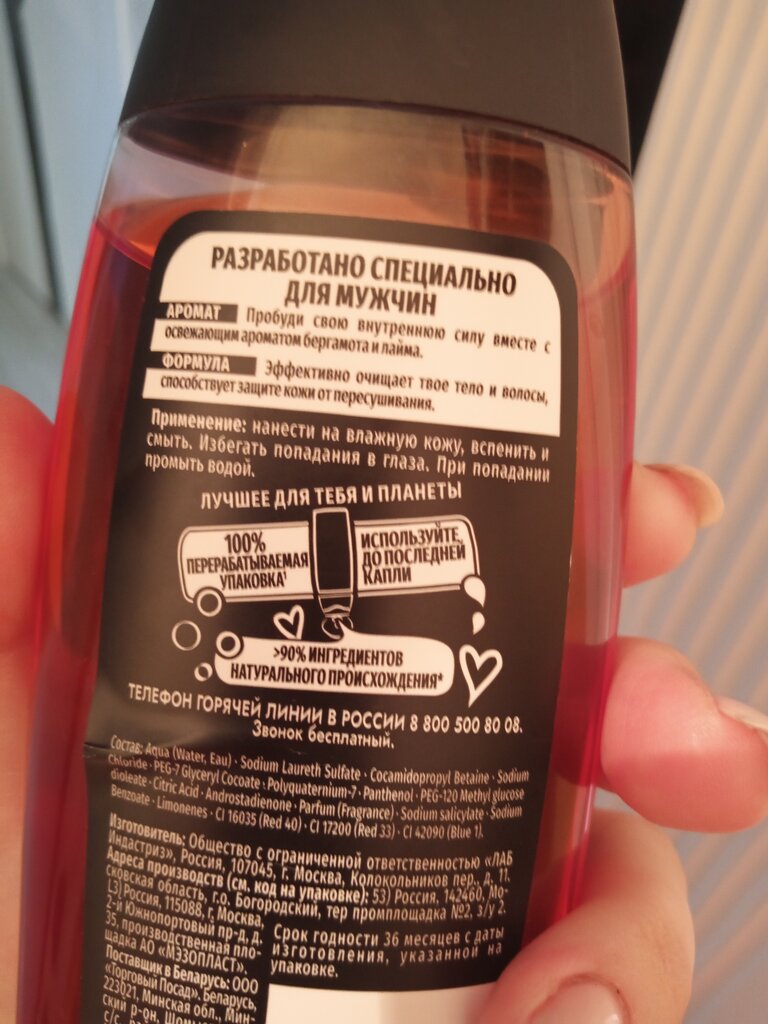 РАЗРАБОТАНО СПЕЦИАЛЬНО
ДЛЯ МУЖЧИН
АРОМАТ Пробуди свою внутреннюю силу вместе с
освежающим ароматом бергамота и лайма.
ФОРМУЛА Эффективно очищает твое тело и волосы,
способствует защите кожи от пересушивания.
Применение: нанести на влажную кожу, вспенить и
смыть. Избегать попадания в глаза. При попадании
промыть водой.
ЛУЧШЕЕ ДЛЯ ТЕБЯ И ПЛАНЕТЫ
100%
ПЕРЕРАБАТЫВАЕМАЯ
УПАКОВКА¹
ИСПОЛЬЗУЙТЕ,
ДО ПОСЛЕДНЕЙ
КАПЛИ
>90% ИНГРЕДИЕНТОВ
НАТУРАЛЬНОГО ПРОИСХОЖДЕНИЯ*
ТЕЛЕФОН ГОРЯЧЕЙ ЛИНИИ В РОССИИ 8 800 500 80 08.
Звонок бесплатный.
Состав: Aqua (Water, Eau) · Sodium Laureth Sulfate · Cocamidopropyl Betaine · Sodium
Chloride · PEG-7 Glyceryl Cocoate · Polyquaternium-7 · Panthenol · PEG-120 Methyl glucose
dioleate · Citric Acid · Androstadienone · Parfum (Fragrance) · Sodium salicylate · Sodium
Benzoate · Limonenes · CI 16035 (Red 40) · CI 17200 (Red 33) · CI 42090 (Blue 1).
Изготовитель: Общество с ограниченной ответственностью «ЛАБ
Индастриз», Россия, 107045, г. Москва, Колокольников пер., д. 11.
Адреса производств (см. код на упаковке): 53) Россия, 142460, Мо-
сковская область, г.о. Богородский, тер промплощадка №2, з/у 2.
L3) Россия, 115088, г. Москва,
2-й Южнопортовый пр-д, д.
35, производственная пло-
щадка АО «МЭЗОПЛАСТ».
Поставщик в Беларусь: ООО
«Торговый Посад», Беларусь,
223021, Минская обл., Мин-
ский р-он,
с/с,
Срок годности 36 месяцев с даты
изготовления, указанной на
упаковке.